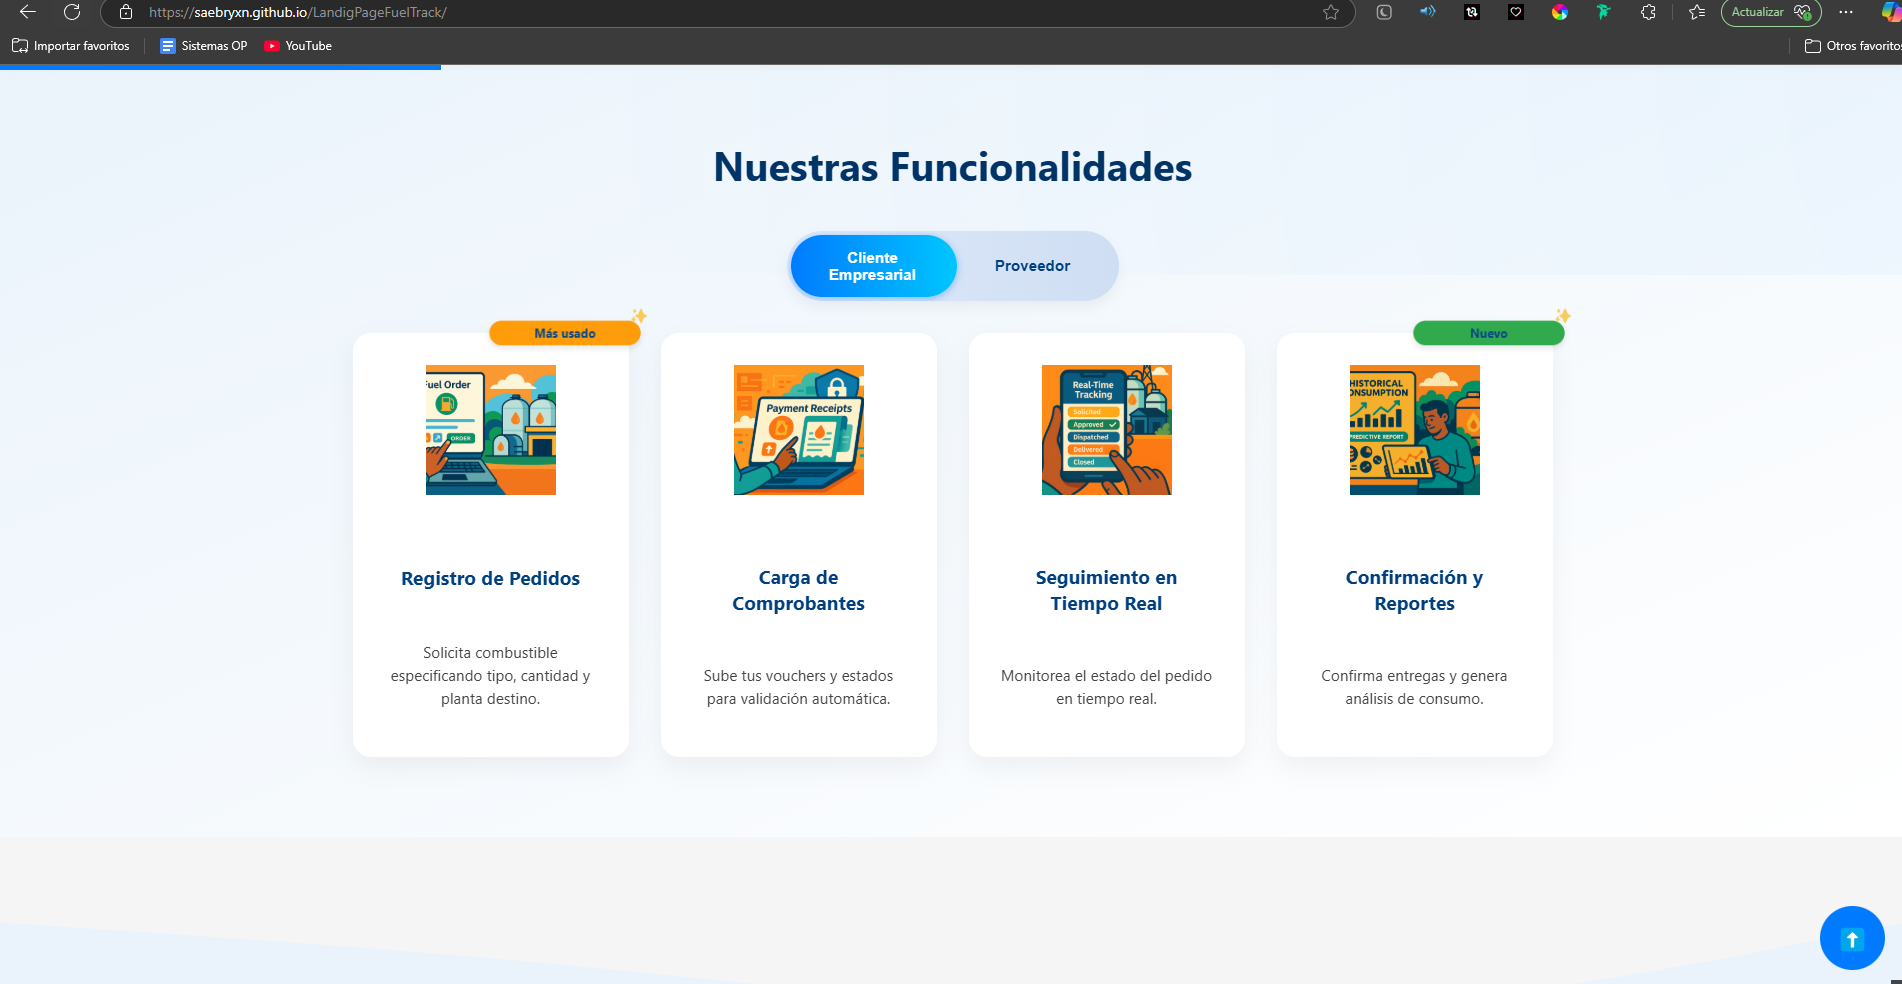 https://saebryxn.github.io/LandigPageFuelTrack/
Actualizar
Importar favoritos
Sistemas OP
YouTube
Otros favoritos
Nuestras Funcionalidades
Cliente
Empresarial
Proveedor
Más usado
Fuel Order
ORDER
Registro de Pedidos
Solicita combustible
especificando tipo, cantidad y
planta destino.
Payment Receipts
Carga de
Comprobantes
Sube tus vouchers y estados
para validación automática.
Real-Time
Tracking
Solicited
Approved
Dispatched
Delivered
Closed
Seguimiento en
Tiempo Real
Monitorea el estado del pedido
en tiempo real.
Nuevo
HISTORICAL
ONSUMPTION
PREDICTIVE REPORT
Confirmación y
Reportes
Confirma entregas y genera
análisis de consumo.